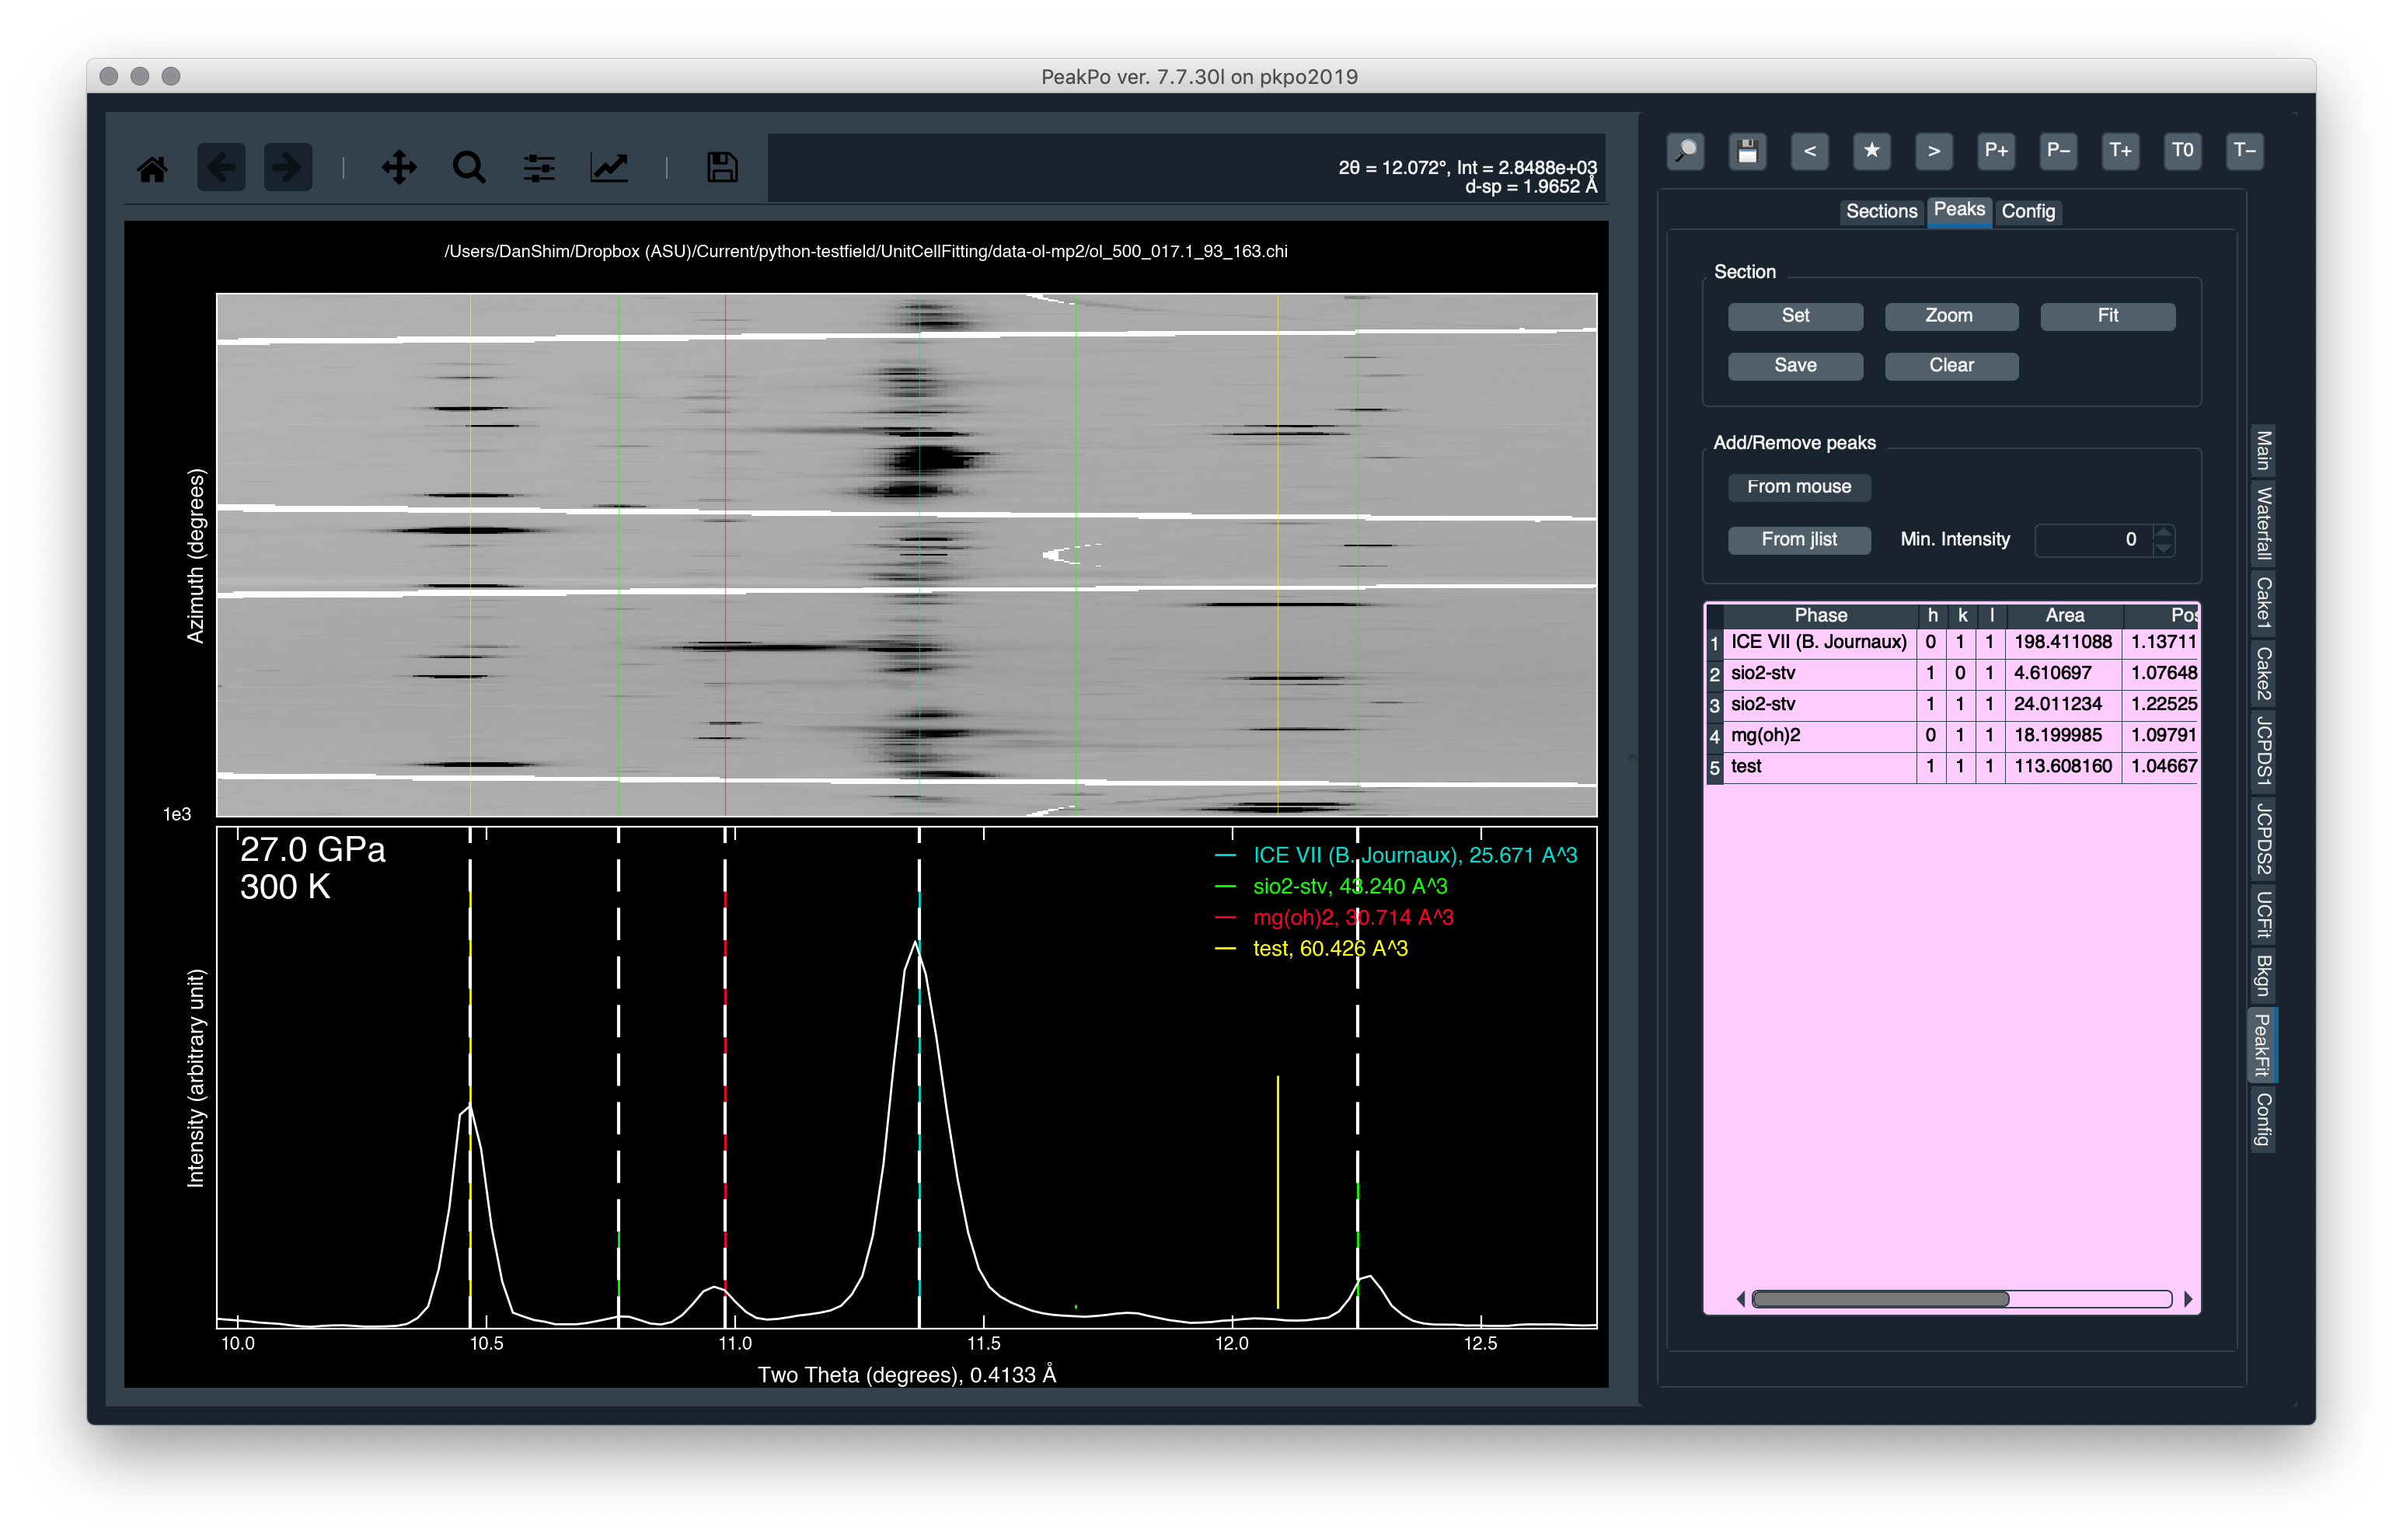 PeakPo ver. 7.7.30l on pkpo2019
2θ = 12.072°, Int = 2.8488e+03
d-sp = 1.9652 Å
< ★ > P+ P− T+ T0 T−
/Users/DanShim/Dropbox (ASU)/Current/python-testfield/UnitCellFitting/data-ol-mp2/ol_500_017.1_93_163.chi
Azimuth (degrees)
1e3
27.0 GPa
300 K
ICE VII (B. Journaux), 25.671 A^3
sio2-stv, 43.240 A^3
mg(oh)2, 30.714 A^3
test, 60.426 A^3
Intensity (arbitrary unit)
10.0 10.5 11.0 11.5 12.0 12.5
Two Theta (degrees), 0.4133 Å
Sections Peaks Config
Section
Set Zoom Fit
Save Clear
Add/Remove peaks
From mouse
From jlist Min. Intensity 0
Phase h k l Area Pos
1 ICE VII (B. Journaux) 0 1 1 198.411088 1.13711
2 sio2-stv 1 0 1 4.610697 1.07648
3 sio2-stv 1 1 1 24.011234 1.22525
4 mg(oh)2 0 1 1 18.199985 1.09791
5 test 1 1 1 113.608160 1.04667
Main
Waterfall
Cake1
Cake2
JCPDS1
JCPDS2
UCFit
Bkgn
PeakFit
Config